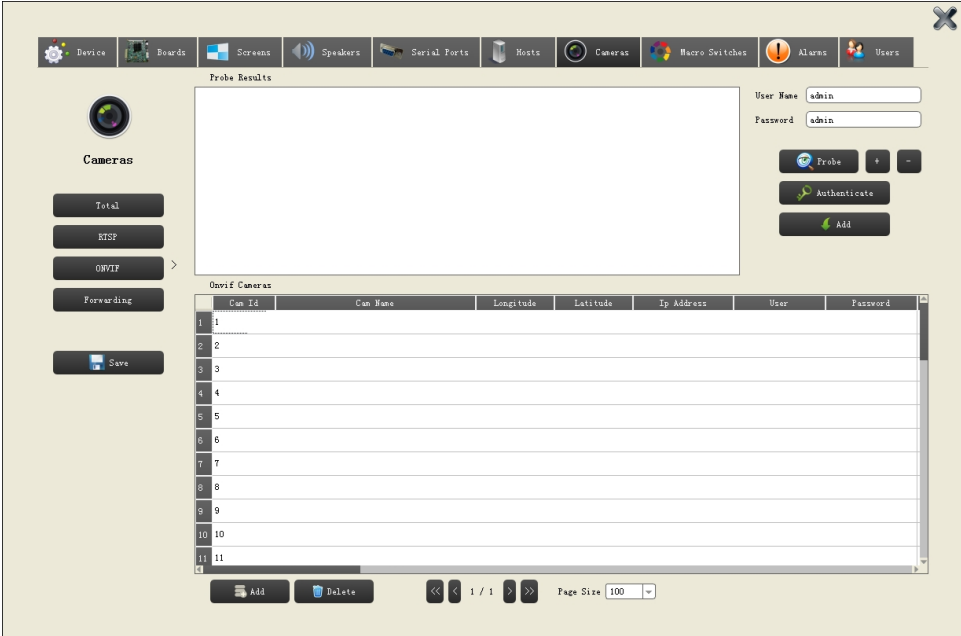 Device Boards Screens Speakers Serial Ports Hosts Cameras Macro Switches Alarms Users
Probe Results
User Name admin
Password admin
Cameras
Probe + -
Authenticate
Add
Total
RTSP
ONVIF >
Forwarding
Save
Onvif Cameras
Cam Id Cam Name Longitude Latitude Ip Address User Password
1 1
2 2
3 3
4 4
5 5
6 6
7 7
8 8
9 9
10 10
11 11
Add Delete << < 1 / 1 > >> Page Size 100